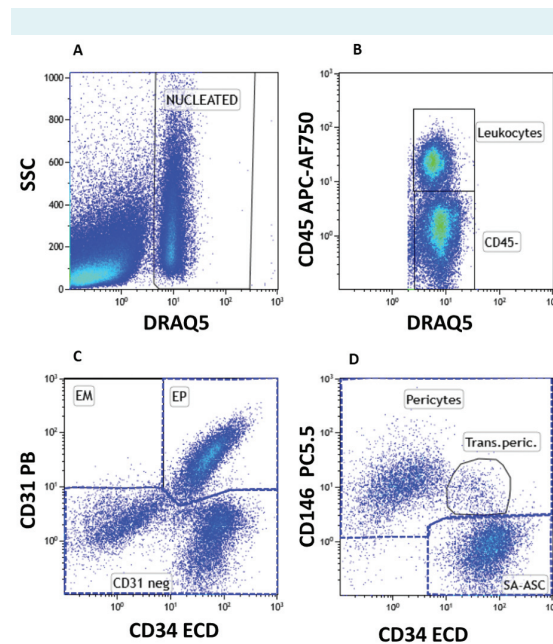 A
SSC
1000
800
600
400
200
0
NUCLEATED
10⁰ 10¹ 10² 10³
DRAQ5
B
CD45 APC-AF750
10³
10²
10¹
10⁰
Leukocytes
CD45-
10⁰ 10¹ 10²
DRAQ5
C
CD31 PB
10³
10²
10¹
10⁰
EM
EP
CD31 neg
10⁰ 10¹ 10² 10³
CD34 ECD
D
CD146 PC5.5
10³
10²
10¹
10⁰
Pericytes
Trans.peric.
SA-ASC
10⁰ 10¹ 10² 10³
CD34 ECD